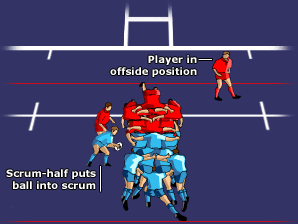 Player in
offside position
Scrum-half puts
ball into scrum